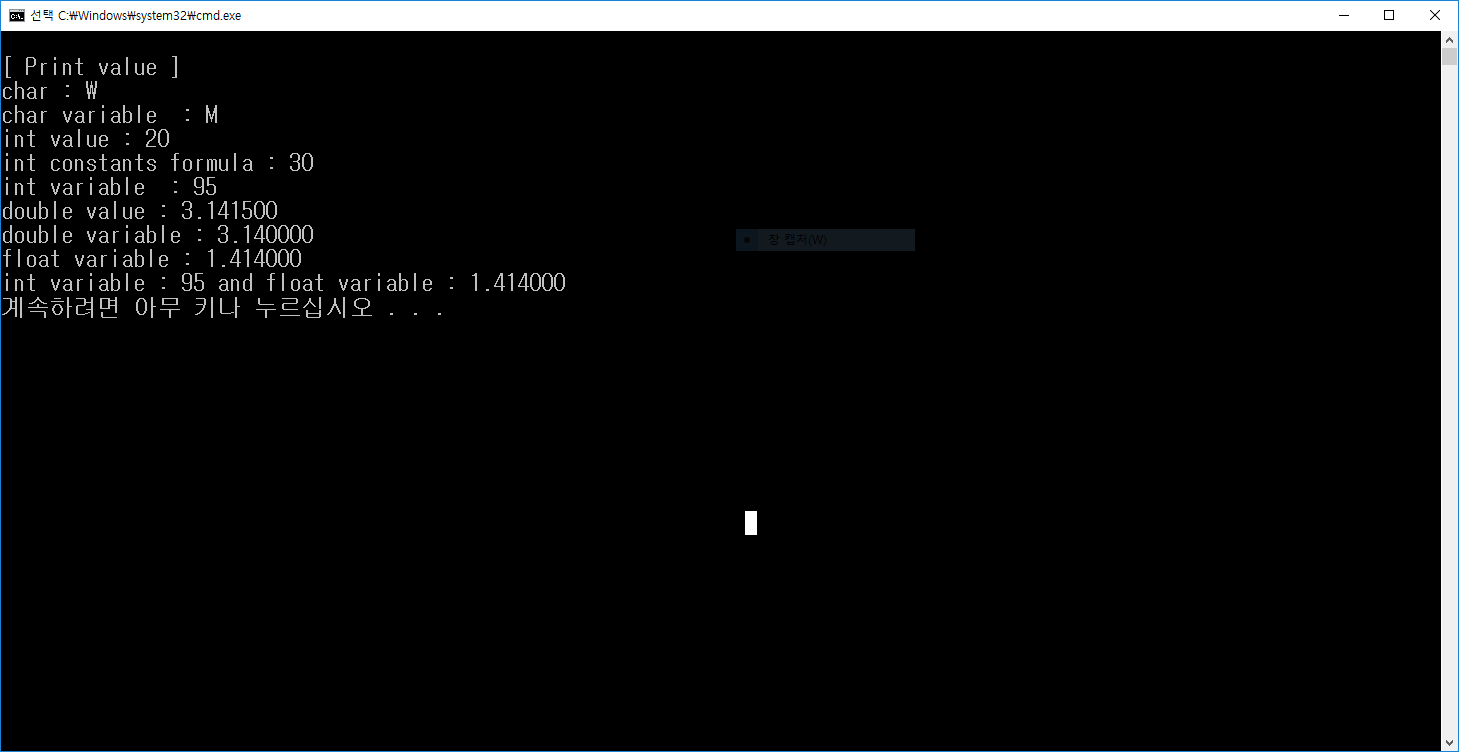 선택 C:₩Windows₩system32₩cmd.exe
[ Print value ]
char : W
char variable  : M
int value : 20
int constants formula : 30
int variable  : 95
double value : 3.141500
double variable : 3.140000
장 캡처(W)
float variable : 1.414000
int variable : 95 and float variable : 1.414000
계속하려면 아무 키나 누르십시오 . . .